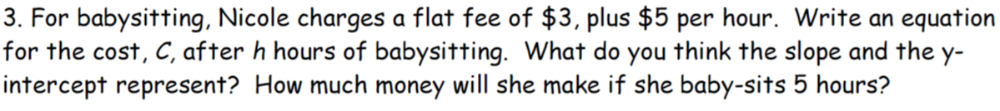 3. For babysitting, Nicole charges a flat fee of $3, plus $5 per hour.  Write an equation
for the cost, C, after h hours of babysitting.  What do you think the slope and the y-
intercept represent?  How much money will she make if she baby-sits 5 hours?